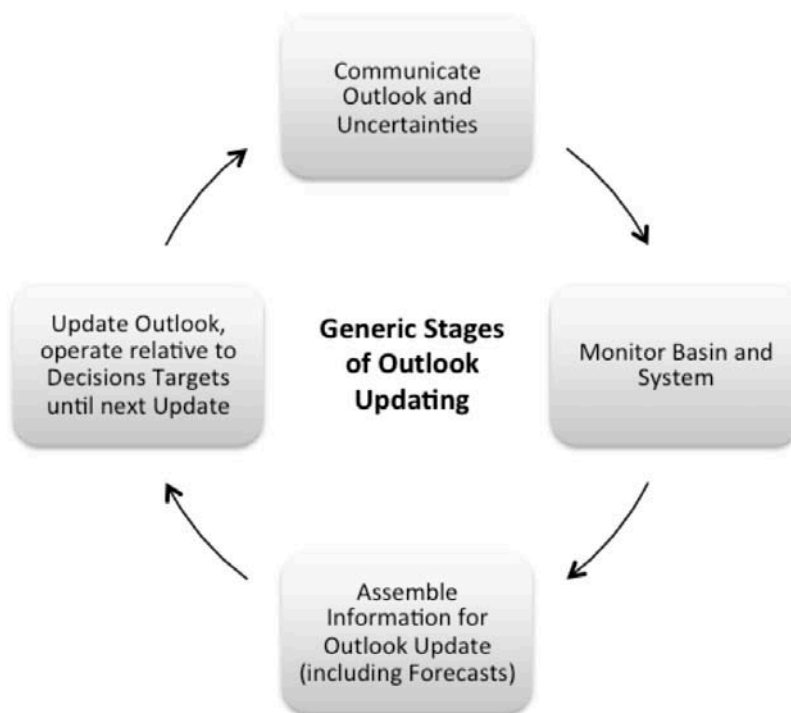 Communicate
Outlook and
Uncertainties
Update Outlook,
operate relative to
Decisions Targets
until next Update
Generic Stages
of Outlook
Updating
Monitor Basin and
System
Assemble
Information for
Outlook Update
(including Forecasts)